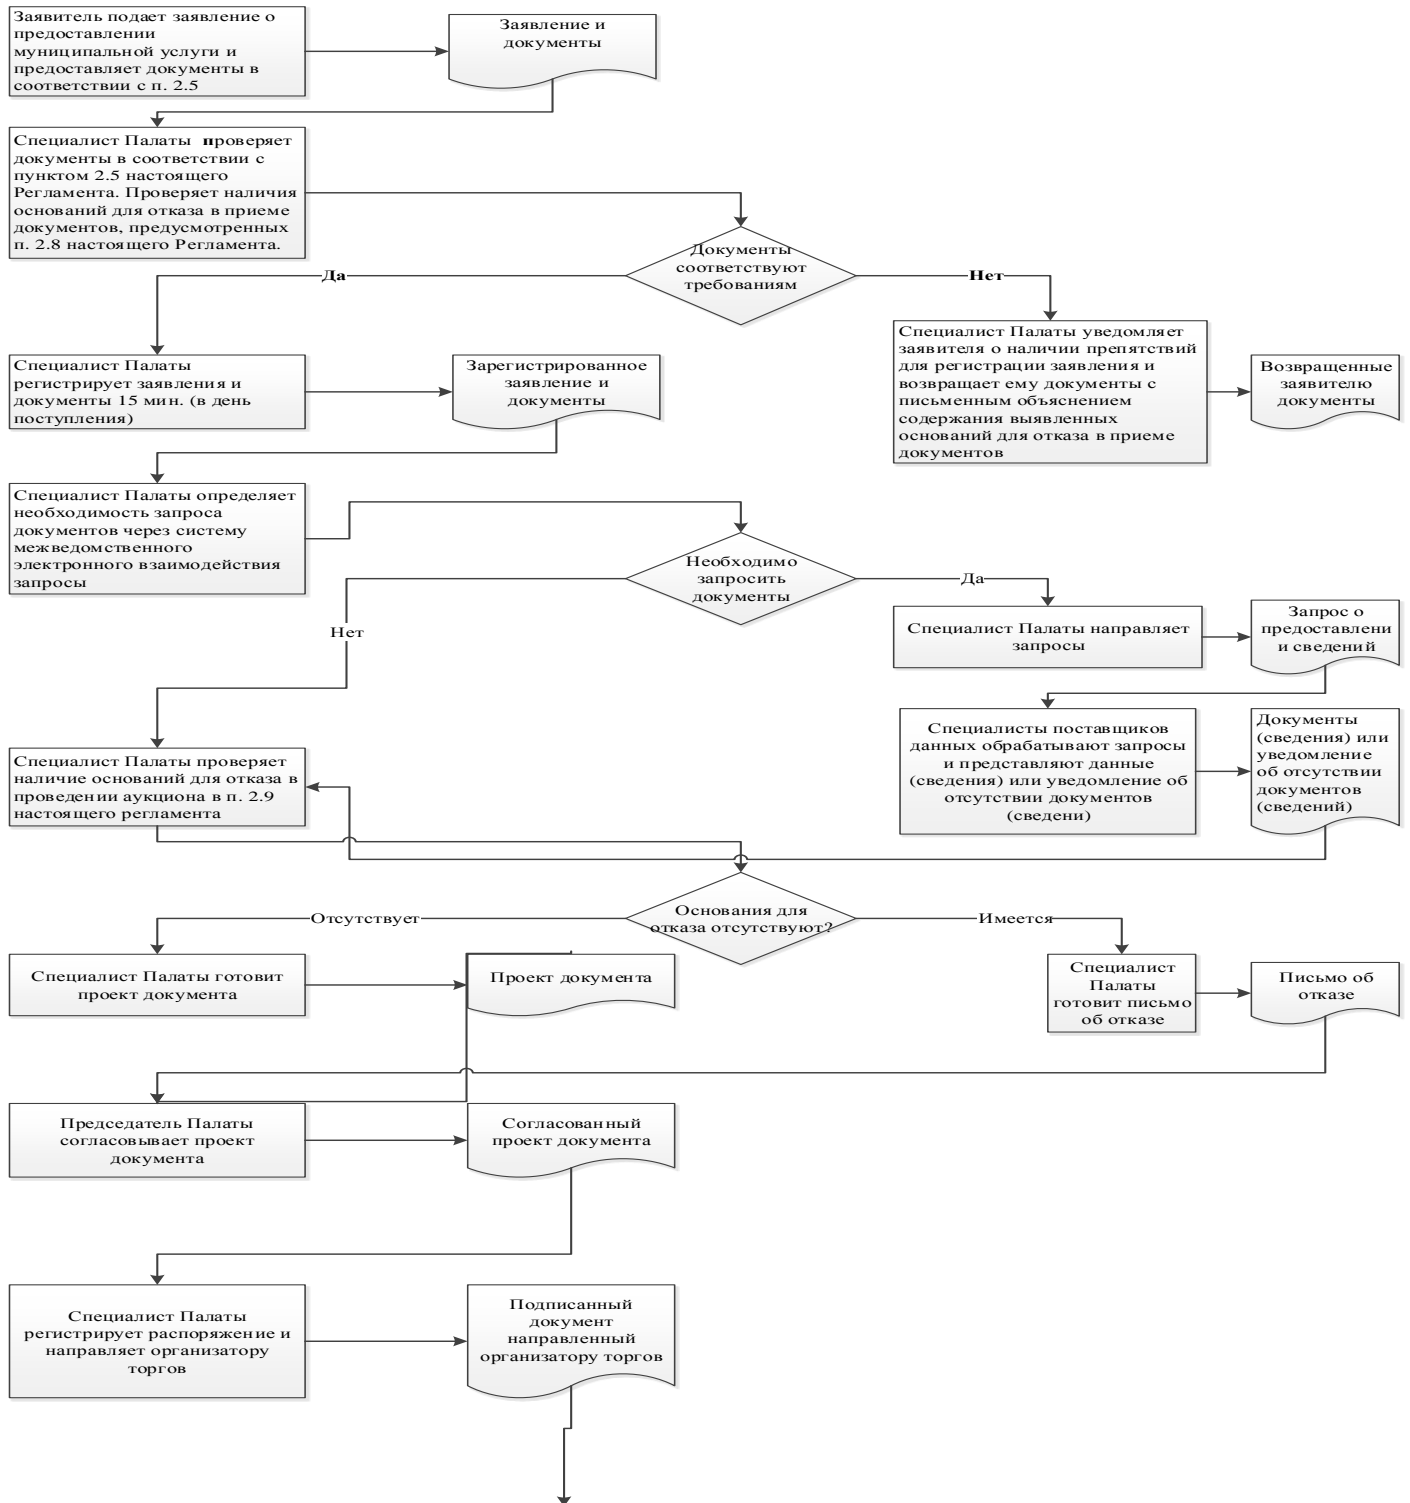 Заявитель подает заявление о
предоставлении
муниципальной услуги и
предоставляет документы в
соответствии с п. 2.5
Заявление и
документы
Специалист Палаты проверяет
документы в соответствии с
пунктом 2.5 настоящего
Регламента. Проверяет наличия
оснований для отказа в приеме
документов, предусмотренных
п. 2.8 настоящего Регламента.
Документы
соответствуют
требованиям
Да
Нет
Специалист Палаты
регистрирует заявления и
документы 15 мин. (в день
поступления)
Зарегистрированное
заявление и
документы
Специалист Палаты уведомляет
заявителя о наличии препятствий
для регистрации заявления и
возвращает ему документы с
письменным объяснением
содержания выявленных
оснований для отказа в приеме
документов
Возвращенные
заявителю
документы
Специалист Палаты определяет
необходимость запроса
документов через систему
межведомственного
электронного взаимодействия
запросы
Необходимо
запросить
документы
Да
Нет
Специалист Палаты направляет
запросы
Запрос о
предоставлени
и сведений
Специалисты поставщиков
данных обрабатывают запросы
и представляют данные
(сведения) или уведомление об
отсутствии документов
(сведени)
Документы
(сведения) или
уведомление
об отсутствии
документов
(сведений)
Специалист Палаты проверяет
наличие оснований для отказа в
проведении аукциона в п. 2.9
настоящего регламента
Основания для
отказа отсутствуют?
Отсутствует
Имеется
Специалист Палаты готовит
проект документа
Проект документа
Специалист
Палаты
готовит письмо
об отказе
Письмо об
отказе
Председатель Палаты
согласовывает проект
документа
Согласованный
проект документа
Специалист Палаты
регистрирует распоряжение и
направляет организатору
торгов
Подписанный
документ
направленный
организатору торгов